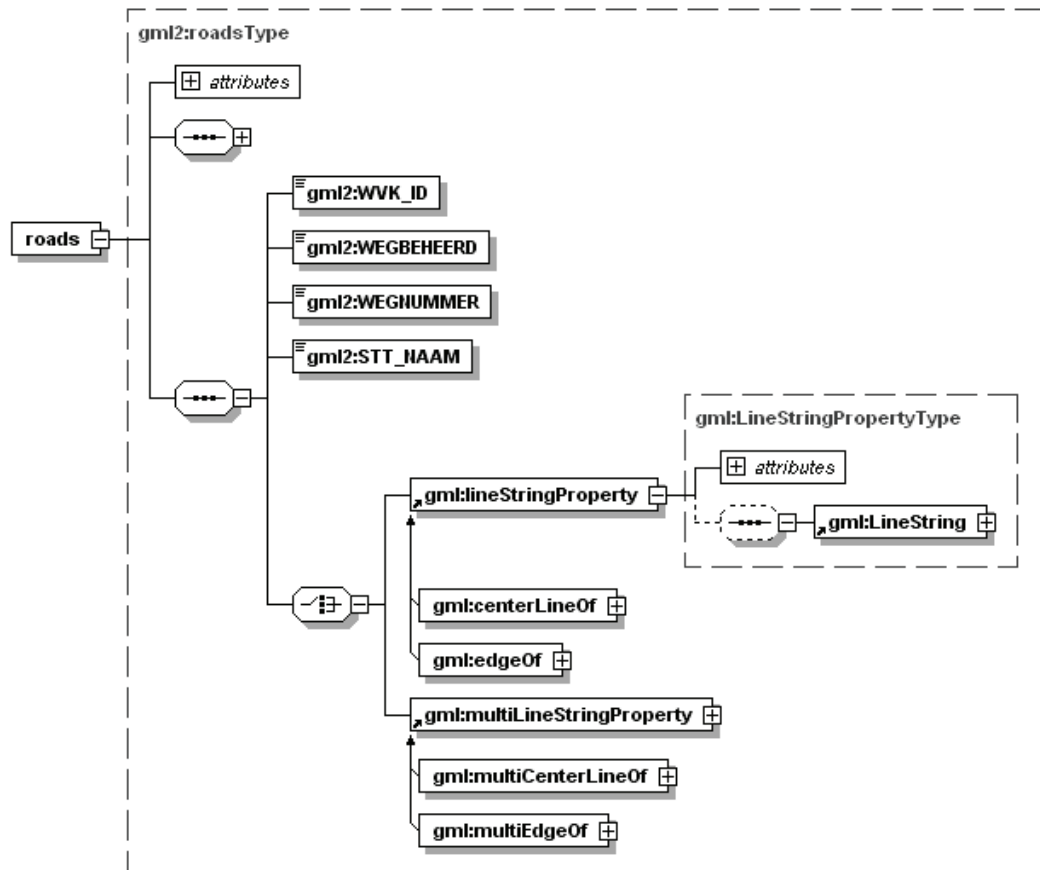 gml2:roadsType
attributes
roads
gml2:WVK_ID
gml2:WEGBEHEERD
gml2:WEGNUMMER
gml2:STT_NAAM
gml:LineStringPropertyType
attributes
gml:lineStringProperty
gml:LineString
gml:centerLineOf
gml:edgeOf
gml:multiLineStringProperty
gml:multiCenterLineOf
gml:multiEdgeOf